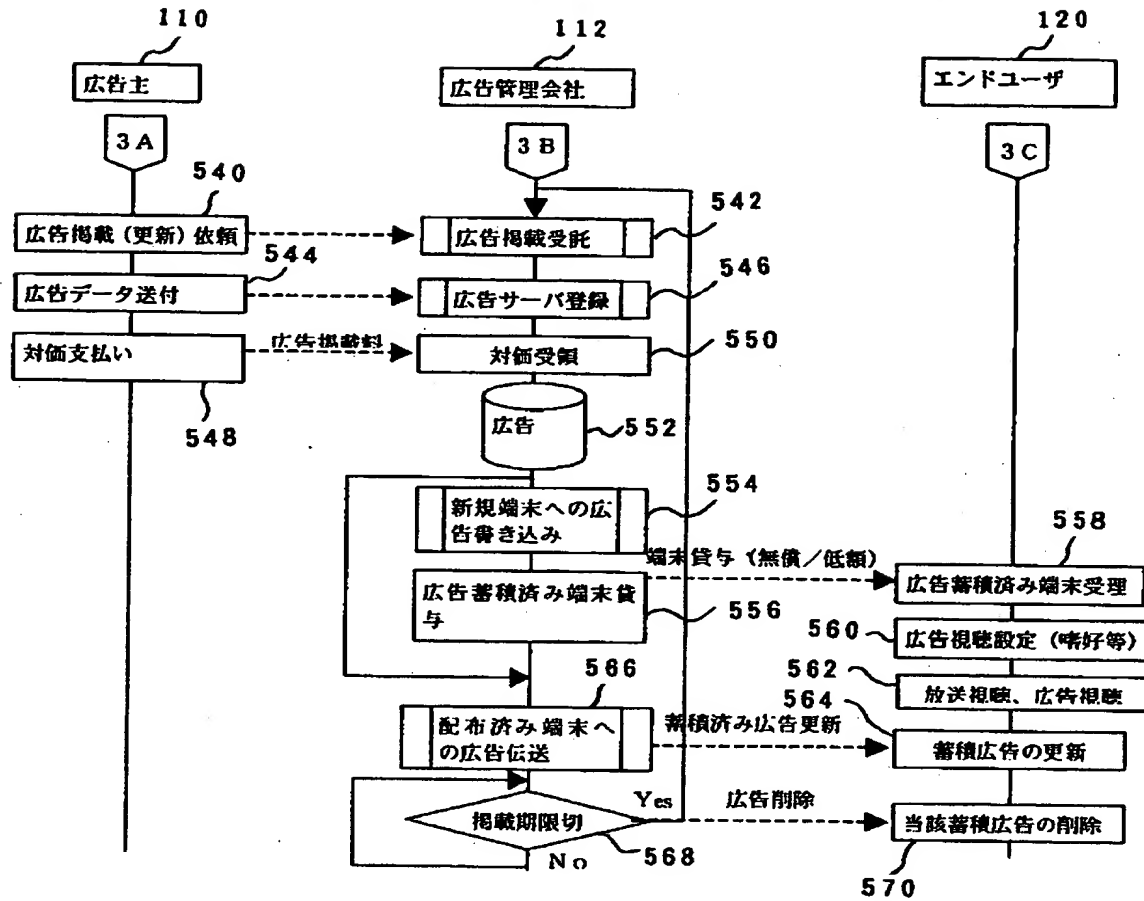 110
112
120
広告主
広告管理会社
エンドユーザ
3A
3B
3C
540
542
広告掲載（更新）依頼
広告掲載受託
544
546
広告データ送付
広告サーバ登録
対価支払い
広告掲載料
対価受領
550
548
広告
552
554
新規端末への広
告書き込み
558
端末貸与（無償／低額）
広告蓄積済み端末受理
広告蓄積済み端末貸
与
556
560
広告視聴設定（嗜好等）
562
放送視聴、広告視聴
566
564
配布済み端末へ
の広告伝送
蓄積済み広告更新
蓄積広告の更新
Yes
広告削除
掲載期限切
当該蓄積広告の削除
No
568
570